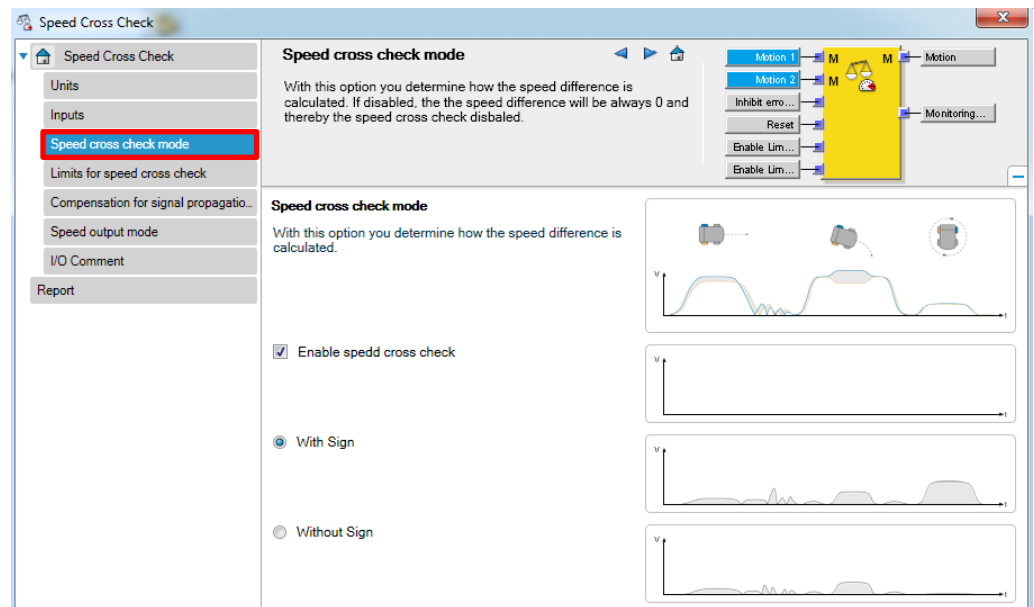 Speed Cross Check
x
Speed Cross Check
Units
Inputs
Speed cross check mode
Limits for speed cross check
Compensation for signal propagatio...
Speed output mode
I/O Comment
Report
Speed cross check mode
With this option you determine how the speed difference is
calculated. If disabled, the the speed difference will be always 0 and
thereby the speed cross check disbaled.
Motion 1
Motion 2
Inhibit erro...
Reset
Enable Lim...
Enable Lim...
M
M
M
Motion
Monitoring...
Speed cross check mode
With this option you determine how the speed difference is
calculated.
V
t
Enable spedd cross check
V
t
With Sign
V
t
Without Sign
V
t